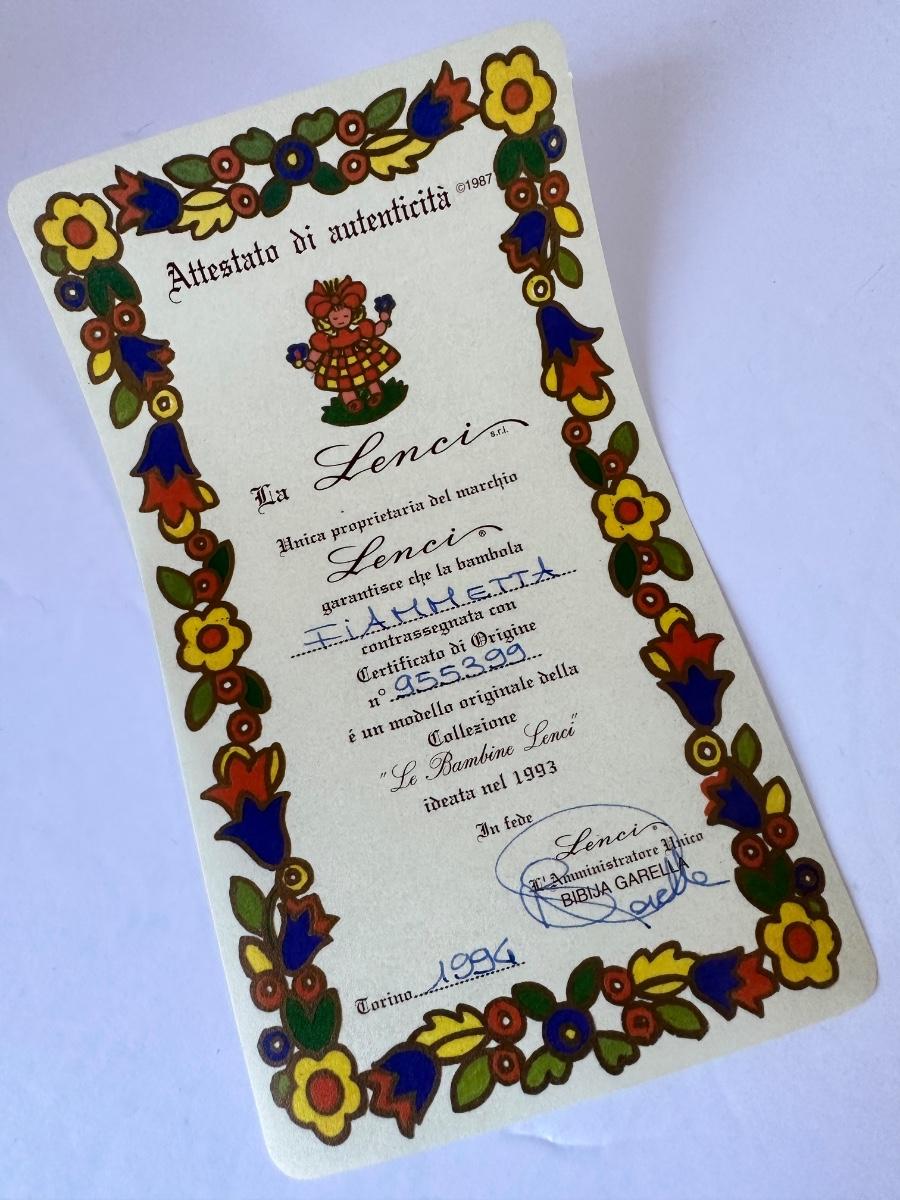 Attestato di autenticità ©1987
La Lenci s.r.l.
Unica proprietaria del marchio
Lenci®
garantisce che la bambola
FiAMMETTA
contrassegnata con
Certificato di Origine
n° 955399
é un modello originale della
Collezione
"Le Bambine Lenci"
ideata nel 1993
In fede
Lenci®
L'Amministratore Unico
BIBIJA GARELLA
Garella
Torino 1994